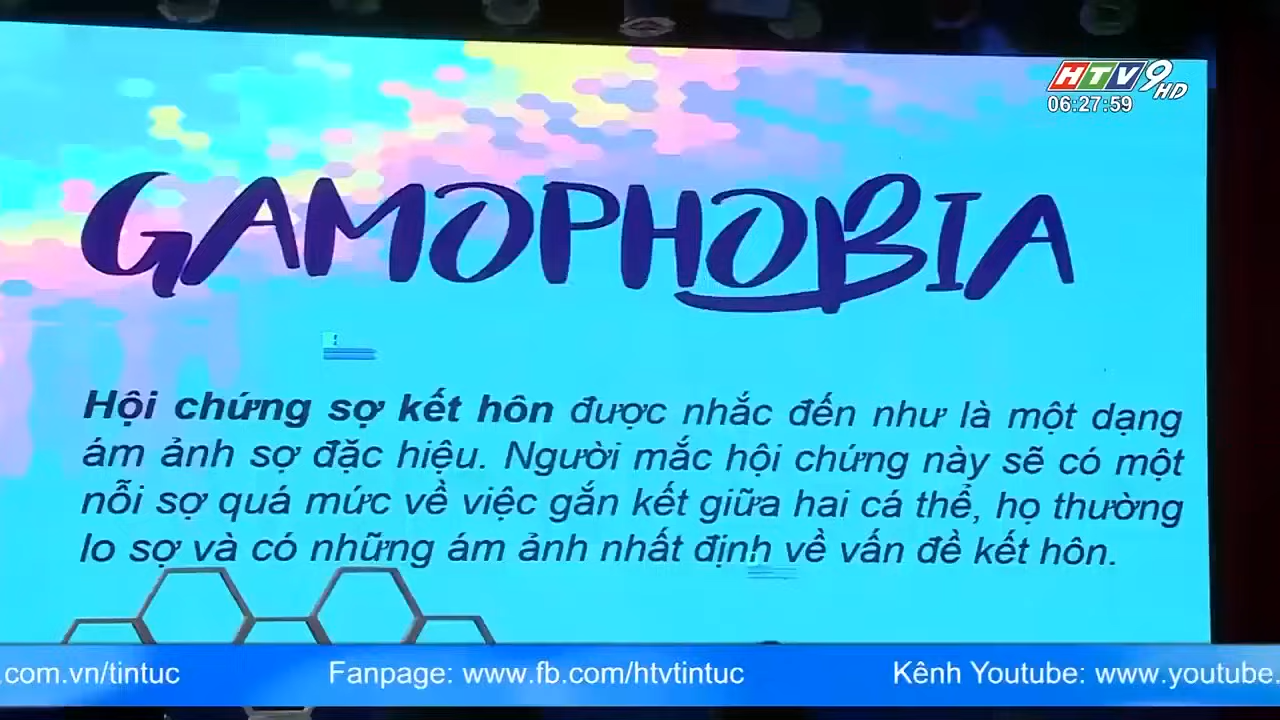 HTV9 HD
06:27:59
GAMOPHOBIA
Hội chứng sợ kết hôn được nhắc đến như là một dạng
ám ảnh sợ đặc hiệu. Người mắc hội chứng này sẽ có một
nỗi sợ quá mức về việc gắn kết giữa hai cá thể, họ thường
lo sợ và có những ám ảnh nhất định về vấn đề kết hôn.
.com.vn/tintuc Fanpage: www.fb.com/htvtintuc Kênh Youtube: www.youtube.